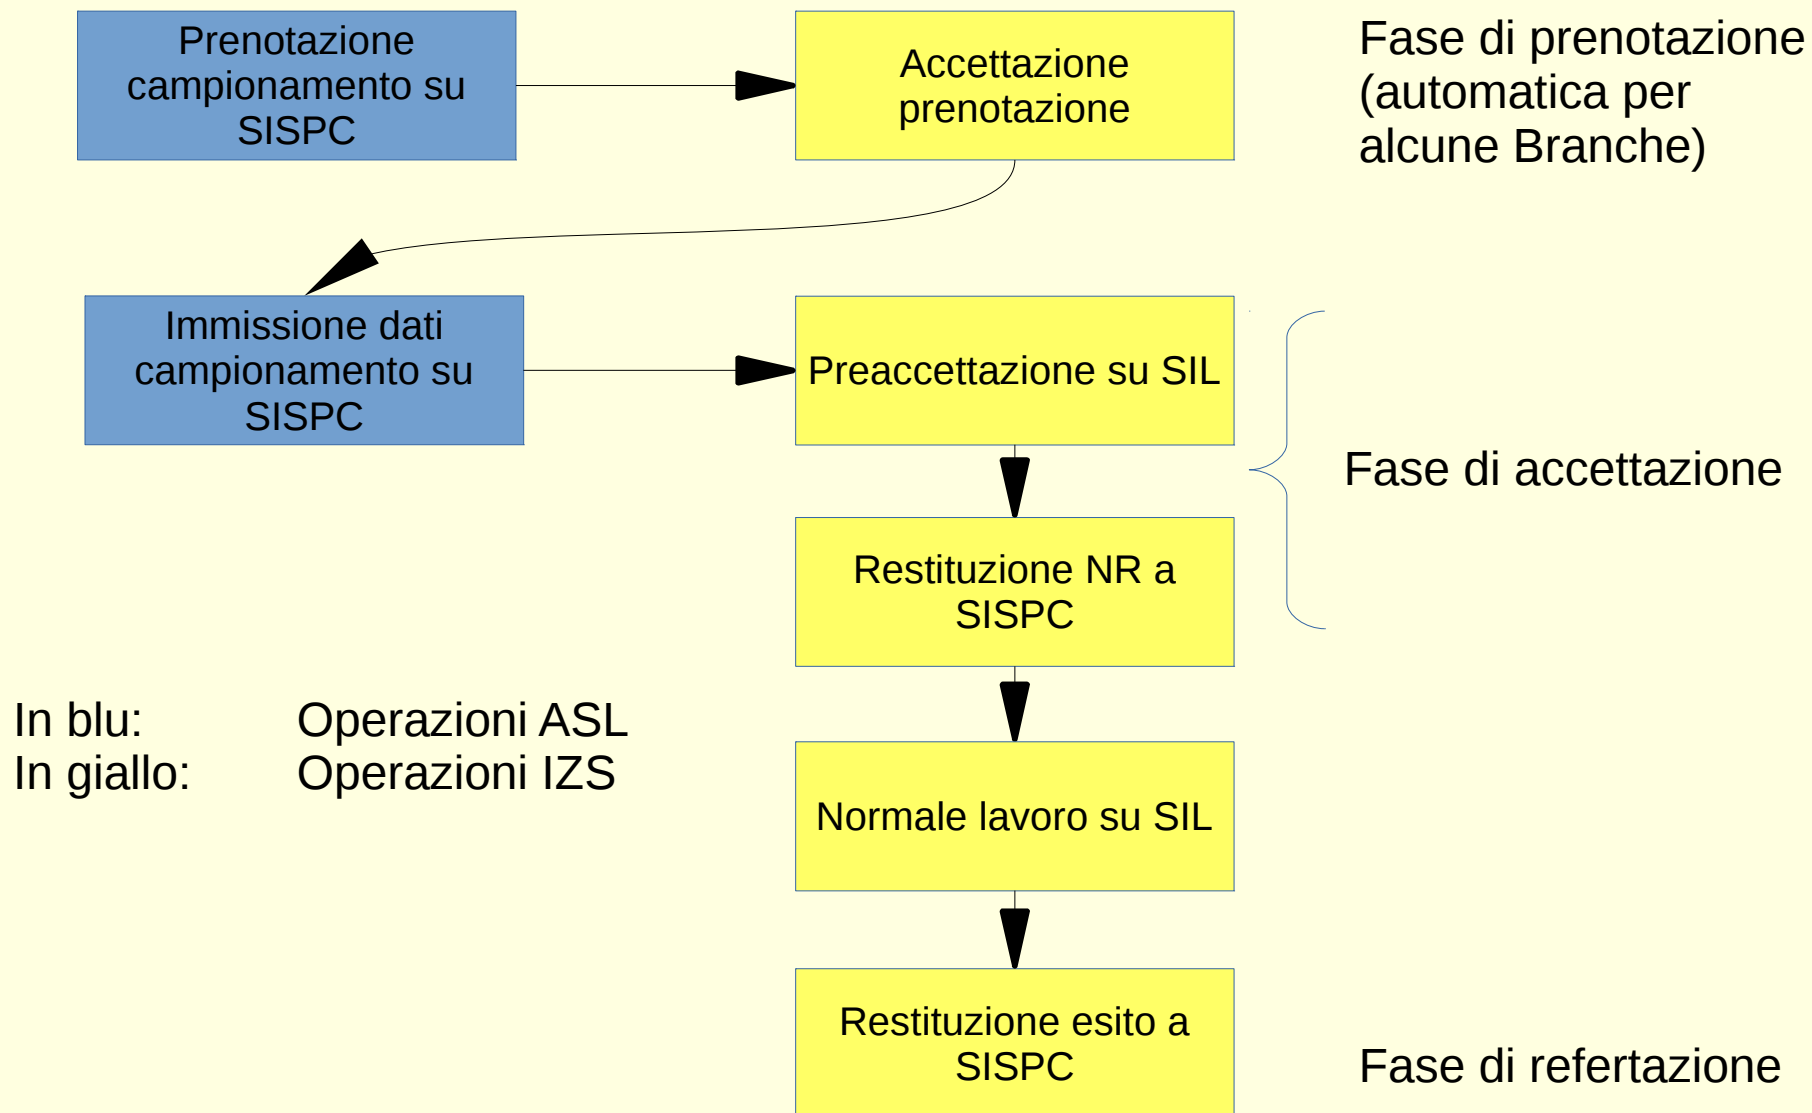 Prenotazione
campionamento su
SISPC
Accettazione
prenotazione
Fase di prenotazione
(automatica per
alcune Branche)
Immissione dati
campionamento su
SISPC
Preaccettazione su SIL
Fase di accettazione
Restituzione NR a
SISPC
In blu: Operazioni ASL
In giallo: Operazioni IZS
Normale lavoro su SIL
Restituzione esito a
SISPC
Fase di refertazione